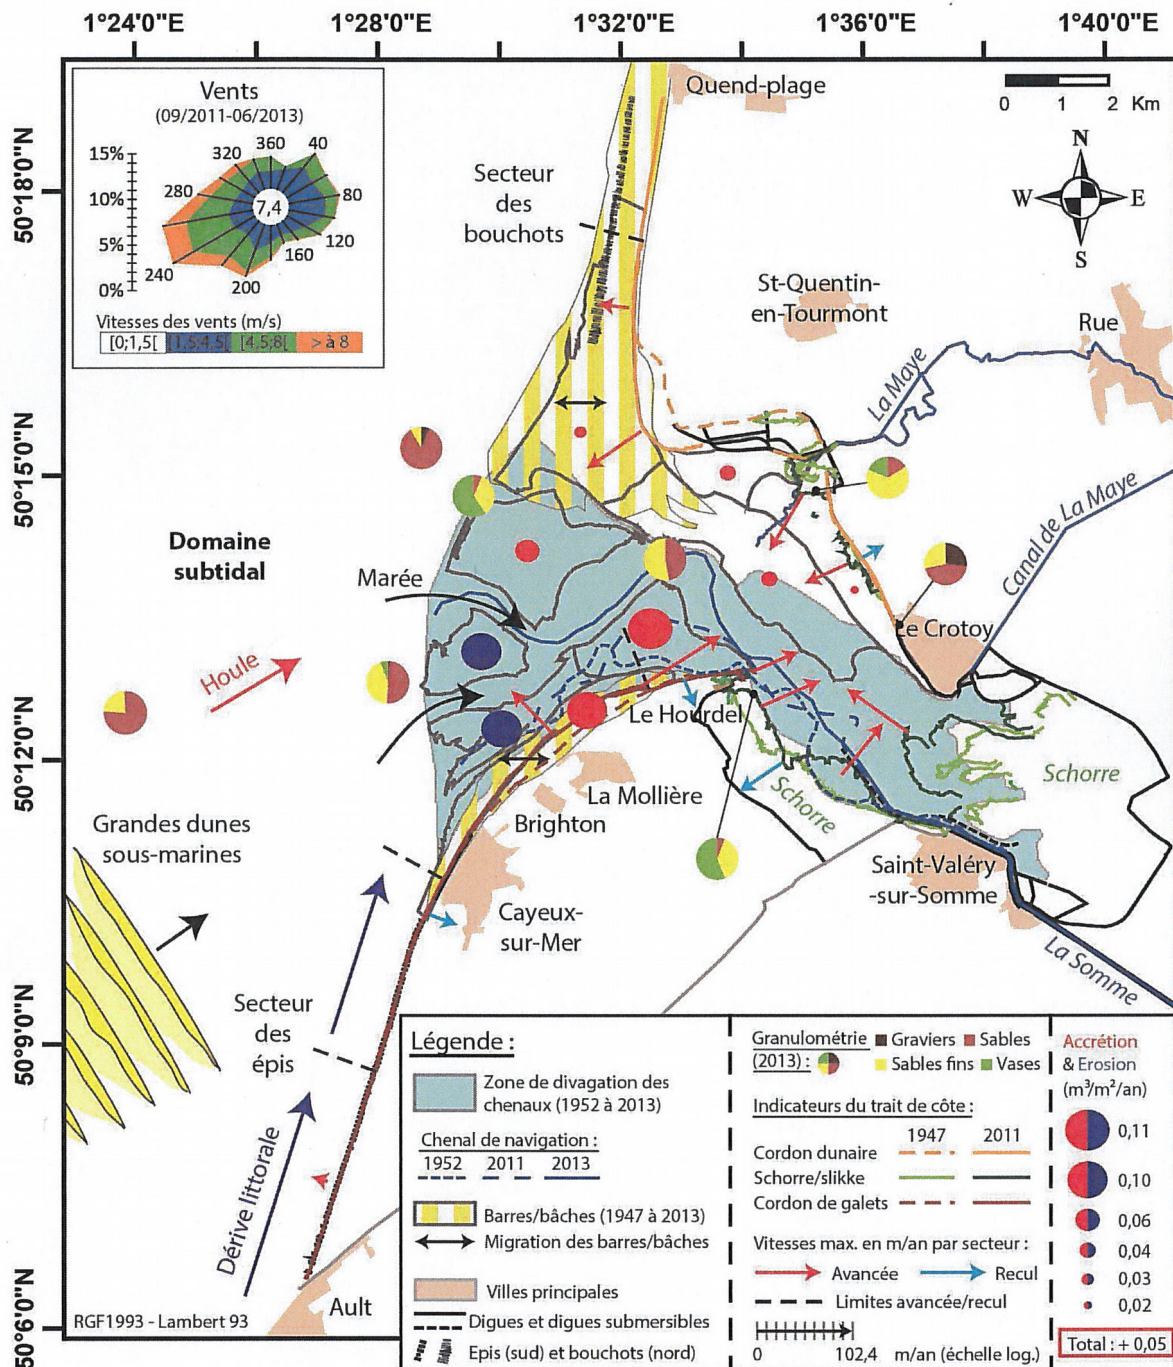 1°24'0"E 1°28'0"E 1°32'0"E 1°36'0"E 1°40'0"E
50°18'0"N
50°15'0"N
50°12'0"N
50°9'0"N
50°6'0"N
Vents
(09/2011-06/2013)
15%
10%
5%
0%
360
40
80
120
160
200
240
280
320
7,4
Vitesses des vents (m/s)
[0;1,5[ [1,5;4,5[ [4,5;8[ > à 8
Quend-plage
0 1 2 Km
N
W E
S
Secteur
des
bouchots
St-Quentin-
en-Tourmont
Rue
La Maye
Canal de La Maye
Domaine
subtidal
Marée
Houle
Le Crotoy
Le Hourdel
La Mollière
Brighton
Schorre
Schorre
Grandes dunes
sous-marines
Cayeux-
sur-Mer
Saint-Valéry
-sur-Somme
La Somme
Secteur
des
épis
Dérive littorale
Ault
RGF1993 - Lambert 93
Légende :
Zone de divagation des
chenaux (1952 à 2013)
Chenal de navigation :
1952 2011 2013
Barres/bâches (1947 à 2013)
Migration des barres/bâches
Villes principales
Digues et digues submersibles
Epis (sud) et bouchots (nord)
Granulométrie
(2013) :
Graviers Sables
Sables fins Vases
Indicateurs du trait de côte :
1947 2011
Cordon dunaire
Schorre/slikke
Cordon de galets
Vitesses max. en m/an par secteur :
Avancée Recul
Limites avancée/recul
0 102,4 m/an (échelle log.)
Accrétion
& Erosion
(m³/m²/an)
0,11
0,10
0,06
0,04
0,03
0,02
Total : + 0,05